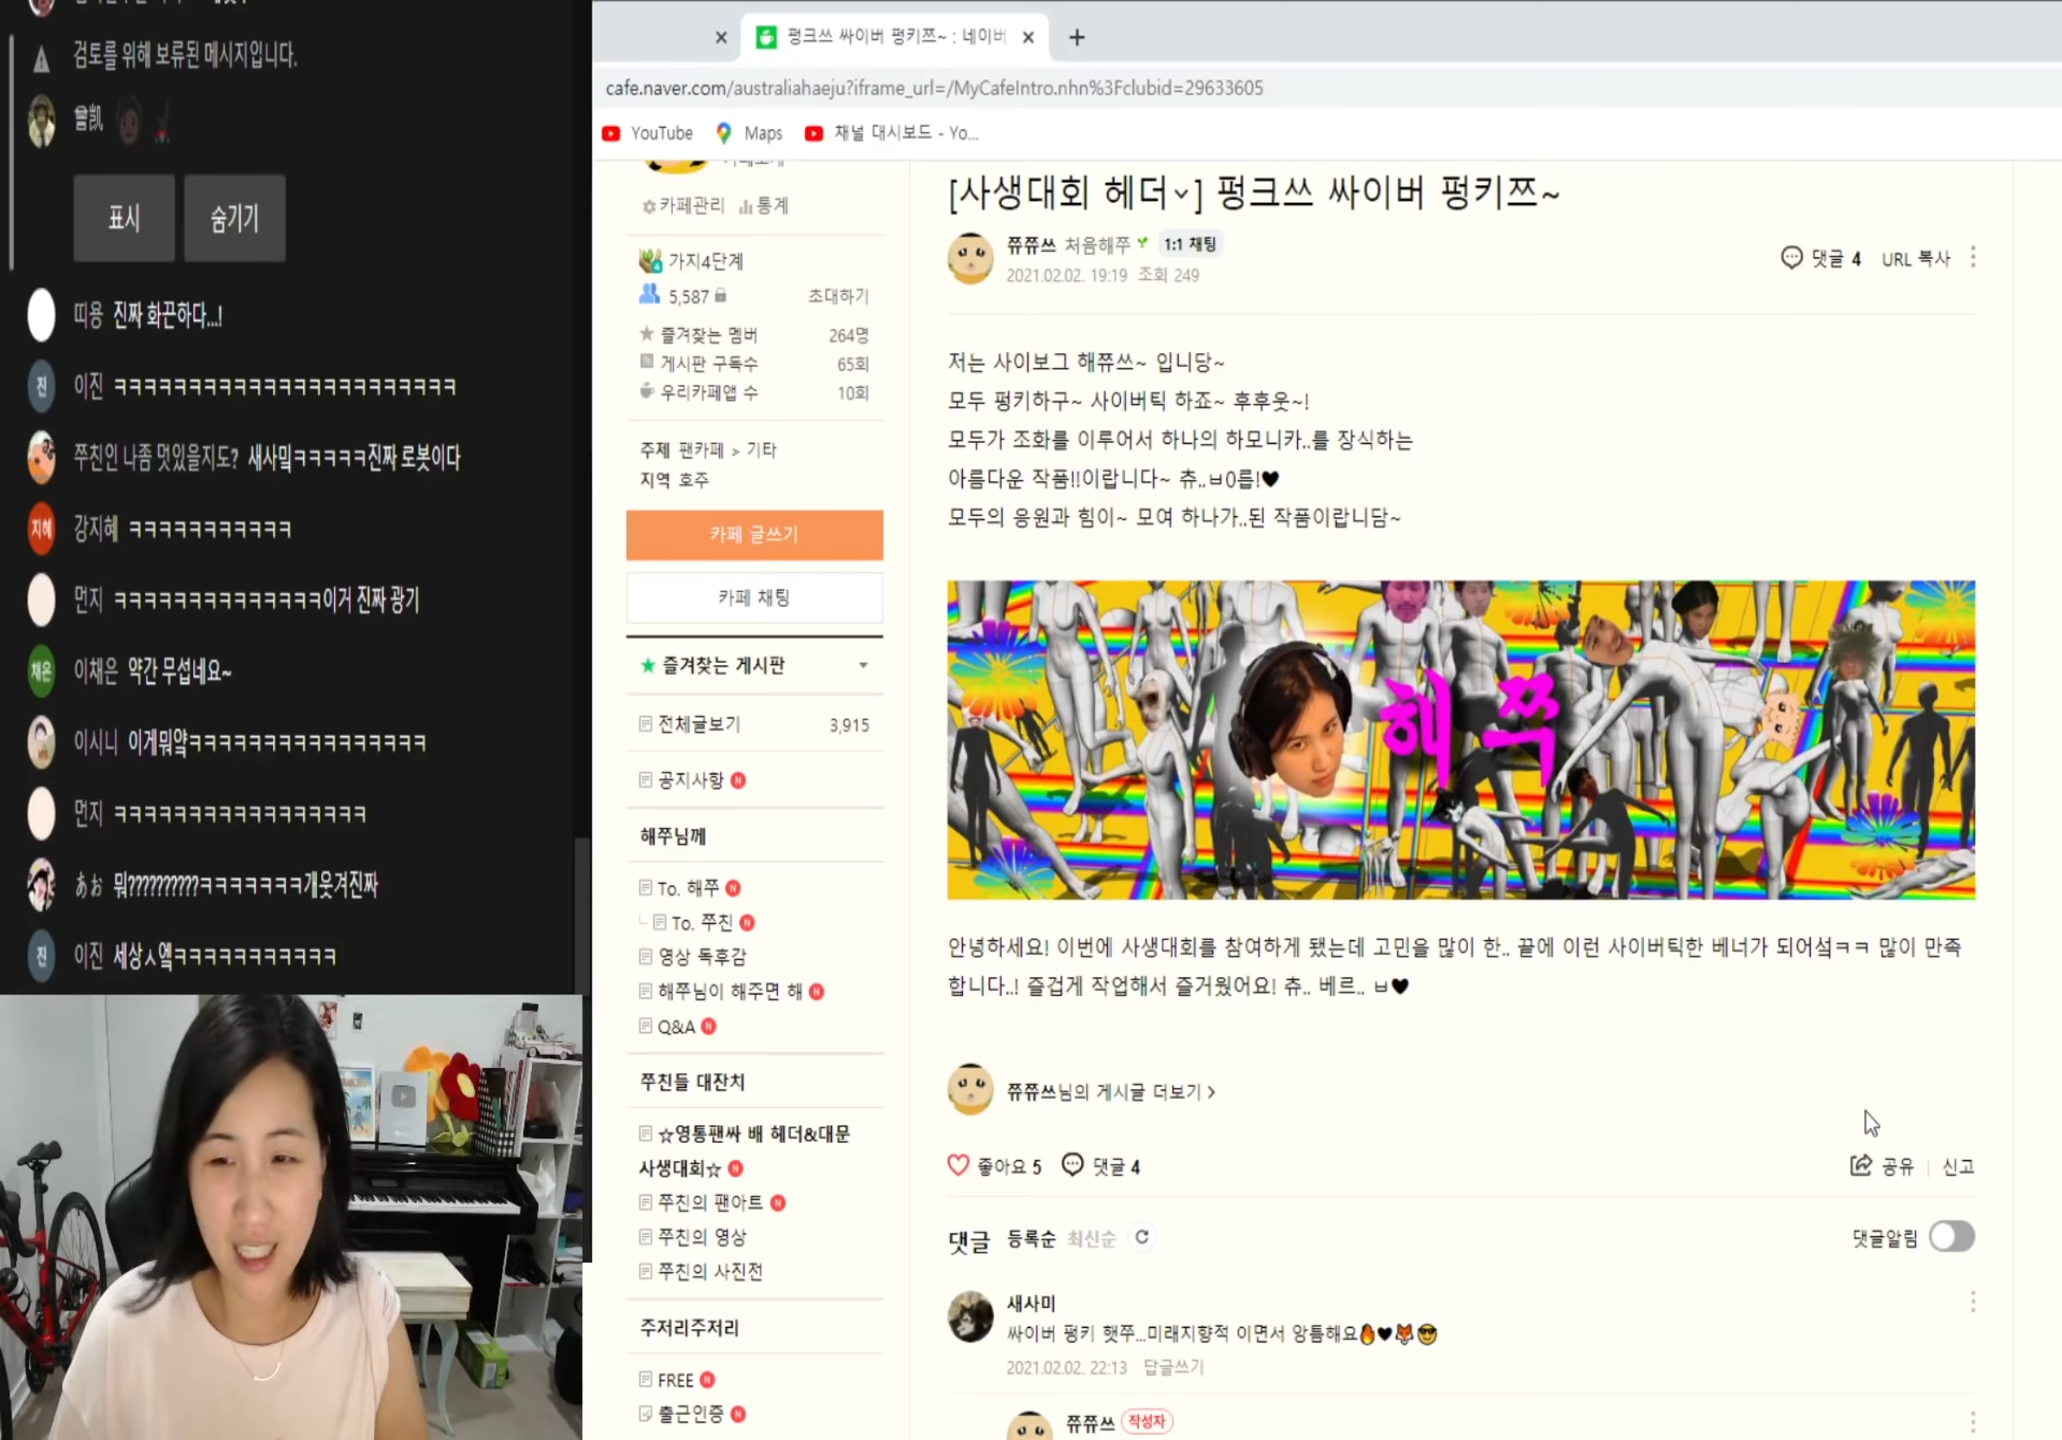 검토를 위해 보류된 메시지입니다.
曾凯
표시
숨기기
띠용 진짜 화끈하다...!
진
이진 ㅋㅋㅋㅋㅋㅋㅋㅋㅋㅋㅋㅋㅋㅋㅋㅋㅋㅋㅋㅋㅋㅋㅋ
쭈친인 나좀 멋있을지도? 새사밐ㅋㅋㅋㅋㅋ진짜 로봇이다
지혜
강지혜 ㅋㅋㅋㅋㅋㅋㅋㅋㅋㅋㅋ
먼지 ㅋㅋㅋㅋㅋㅋㅋㅋㅋㅋㅋㅋㅋㅋ이거 진짜 광기
채은
이채은 약간 무섭네요~
이시니 이게뭐얔ㅋㅋㅋㅋㅋㅋㅋㅋㅋㅋㅋㅋㅋㅋㅋㅋ
먼지 ㅋㅋㅋㅋㅋㅋㅋㅋㅋㅋㅋㅋㅋㅋㅋㅋㅋ
あぉ 뭐?????????ㅋㅋㅋㅋㅋㅋㅋ개웃겨진짜
진
이진 세상ㅅ엨ㅋㅋㅋㅋㅋㅋㅋㅋㅋㅋㅋ
펑크쓰 싸이버 펑키쯔~ : 네이버
cafe.naver.com/australiahaeju?iframe_url=/MyCafeIntro.nhn%3Fclubid=29633605
YouTube
Maps
채널 대시보드 - Yo...
카페관리
통계
가지4단계
5,587
초대하기
즐겨찾는 멤버 264명
게시판 구독수 65회
우리카페앱 수 10회
주제 팬카페 > 기타
지역 호주
카페 글쓰기
카페 채팅
즐겨찾는 게시판
전체글보기 3,915
공지사항 N
해쭈님께
To. 해쭈 N
To. 쭈친 N
영상 독후감
해쭈님이 해주면 해 N
Q&A N
쭈친들 대잔치
☆영통팬싸 배 헤더&대문
사생대회☆ N
쭈친의 팬아트 N
쭈친의 영상
쭈친의 사진전
주저리주저리
FREE N
출근인증 N
[사생대회 헤더] 펑크쓰 싸이버 펑키쯔~
쮸쮸쓰 처음해쭈 1:1 채팅
2021.02.02. 19:19 조회 249
댓글 4 URL 복사
저는 사이보그 해쮸쓰~ 입니당~
모두 펑키하구~ 사이버틱 하죠~ 후후웃~!
모두가 조화를 이루어서 하나의 하모니카..를 장식하는
아름다운 작품!!이랍니다~ 츄..ㅂ0릅!♥
모두의 응원과 힘이~ 모여 하나가..된 작품이랍니담~
해쭈
안녕하세요! 이번에 사생대회를 참여하게 됐는데 고민을 많이 한.. 끝에 이런 사이버틱한 베너가 되어섴ㅋㅋ 많이 만족
합니다..! 즐겁게 작업해서 즐거웠어요! 츄.. 베르.. ㅂ♥
쮸쮸쓰님의 게시글 더보기 >
좋아요 5 댓글 4
공유 신고
댓글 등록순 최신순
댓글알림
새사미
싸이버 펑키 햇쭈...미래지향적 이면서 앙틈해요🔥♥🦊😎
2021.02.02. 22:13 답글쓰기
쮸쮸쓰 작성자